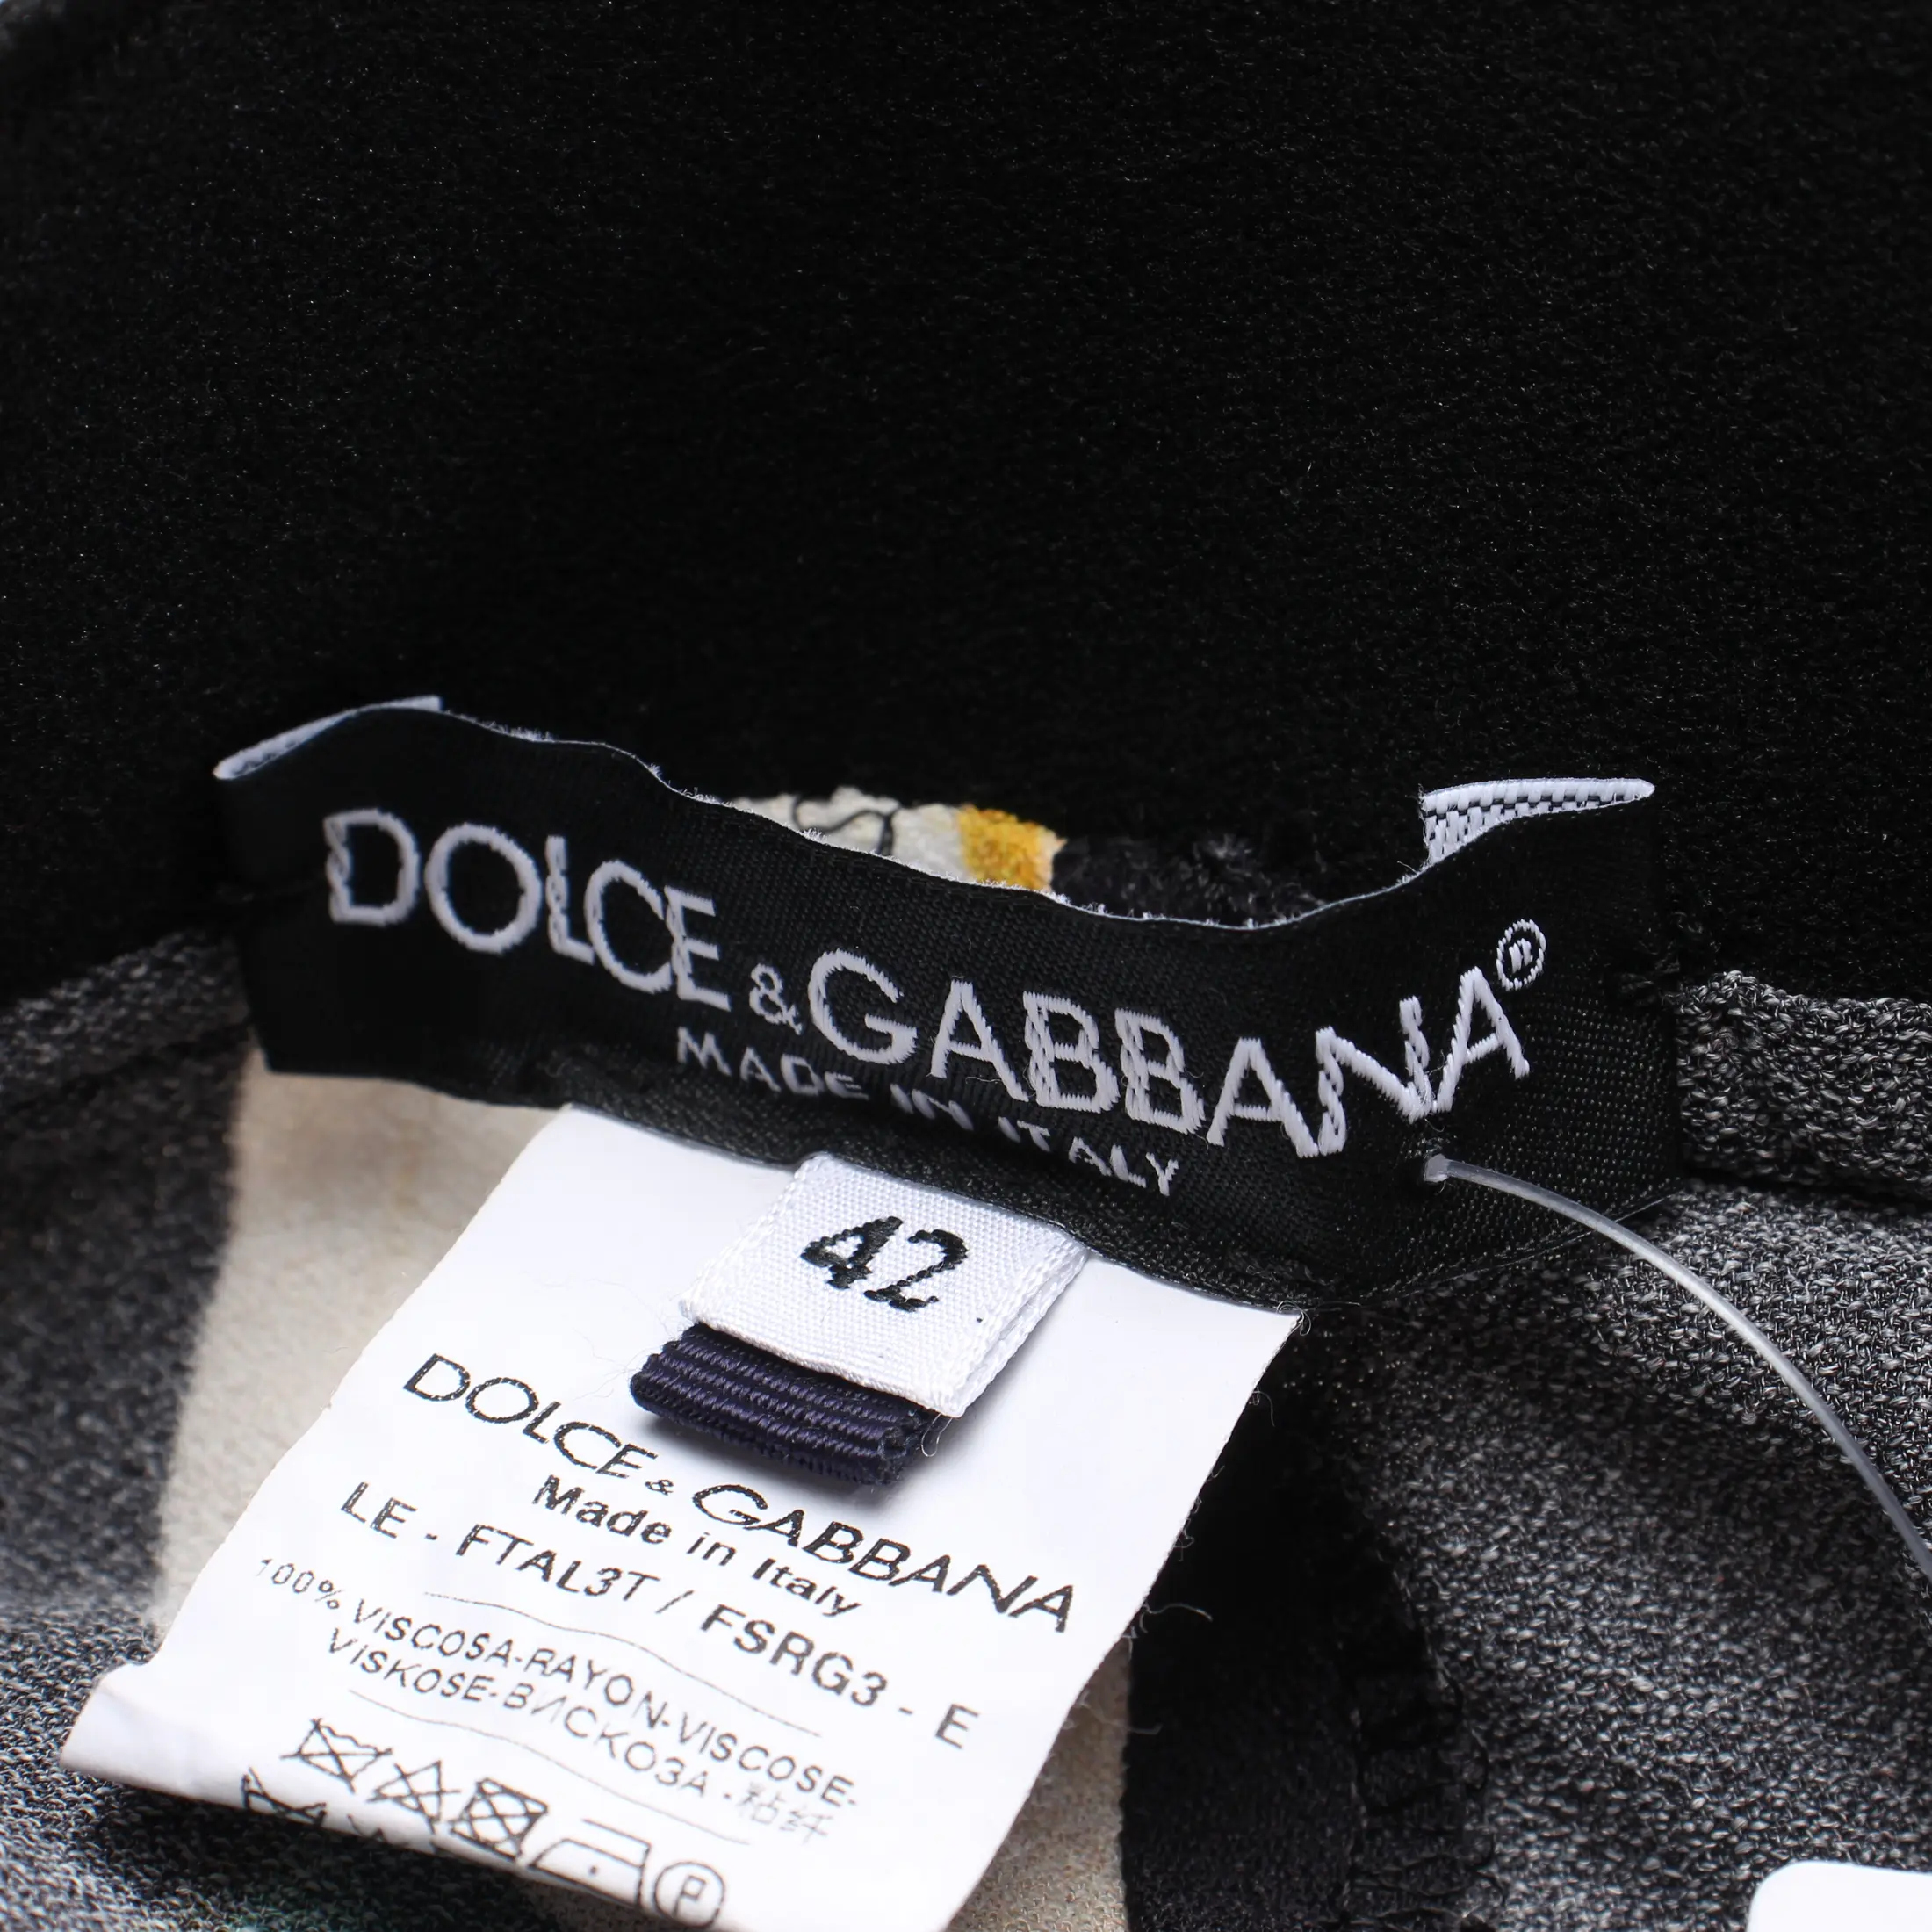 DOLCE & GABBANA®
MADE IN ITALY
42
DOLCE & GABBANA
Made in Italy
LE - FTAL3T / FSRG3 - E
100% VISCOSA-RAYON-VISCOSE-
VISKOSE-ВИСКОЗА-粘纤
P